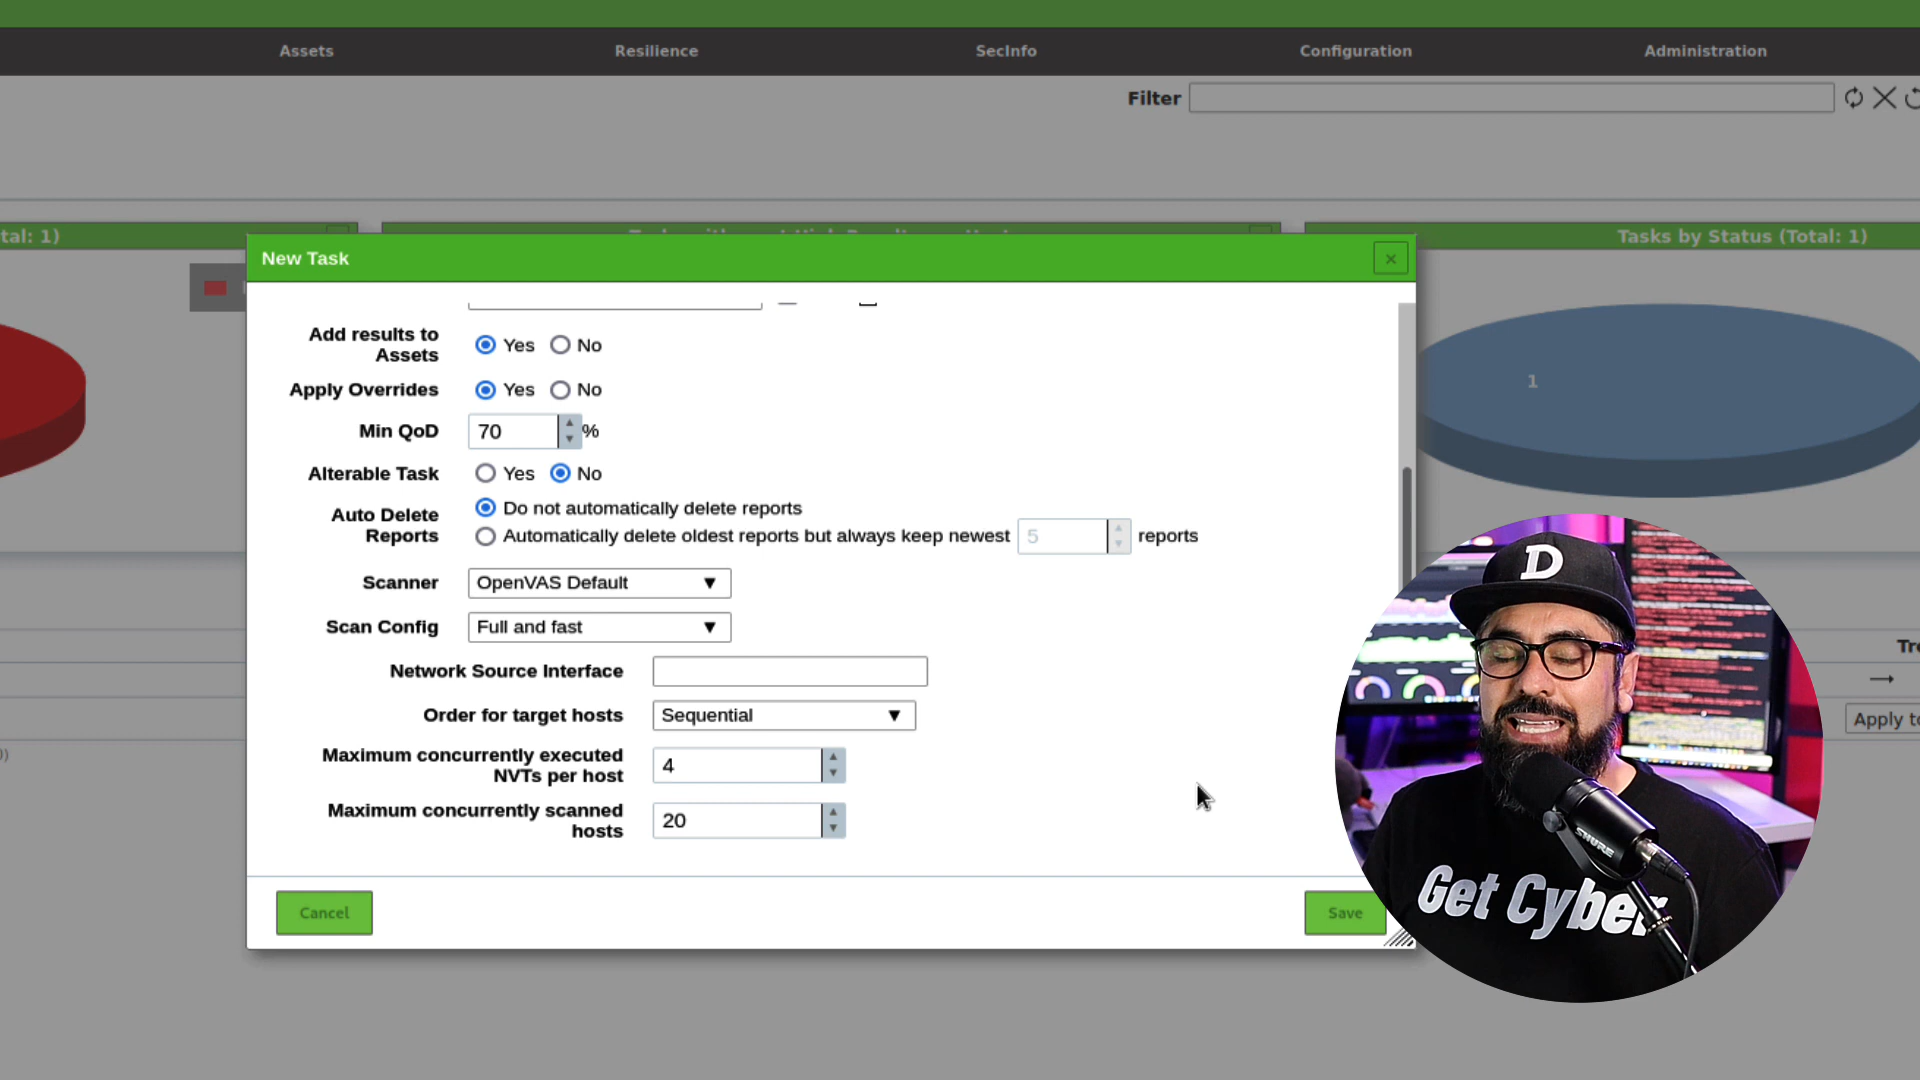 Assets Resilience SecInfo Configuration Administration
Filter
tal: 1)
Tasks by Status (Total: 1)
New Task
1
Add results to
Assets
Yes No
Apply Overrides Yes No
Min QoD 70 %
Alterable Task Yes No
Auto Delete
Reports
Do not automatically delete reports
Automatically delete oldest reports but always keep newest 5 reports
Scanner OpenVAS Default
Scan Config Full and fast
Network Source Interface
Order for target hosts Sequential
Maximum concurrently executed
NVTs per host
4
Maximum concurrently scanned
hosts
20
Cancel Save
Tre
Apply to
D
SHURE
Get Cyber